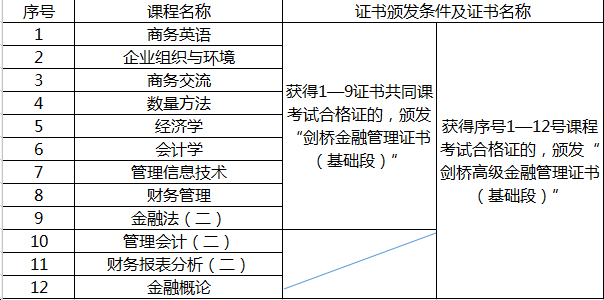 序号 课程名称 证书颁发条件及证书名称
1 商务英语
2 企业组织与环境
3 商务交流
4 数量方法
5 经济学
6 会计学
7 管理信息技术
8 财务管理
9 金融法（二）
10 管理会计（二）
11 财务报表分析（二）
12 金融概论
获得1—9证书共同课
考试合格证的，颁发
“剑桥金融管理证书
（基础段）”
获得序号1—12号课程
考试合格证的，颁发“
剑桥高级金融管理证书
（基础段）”